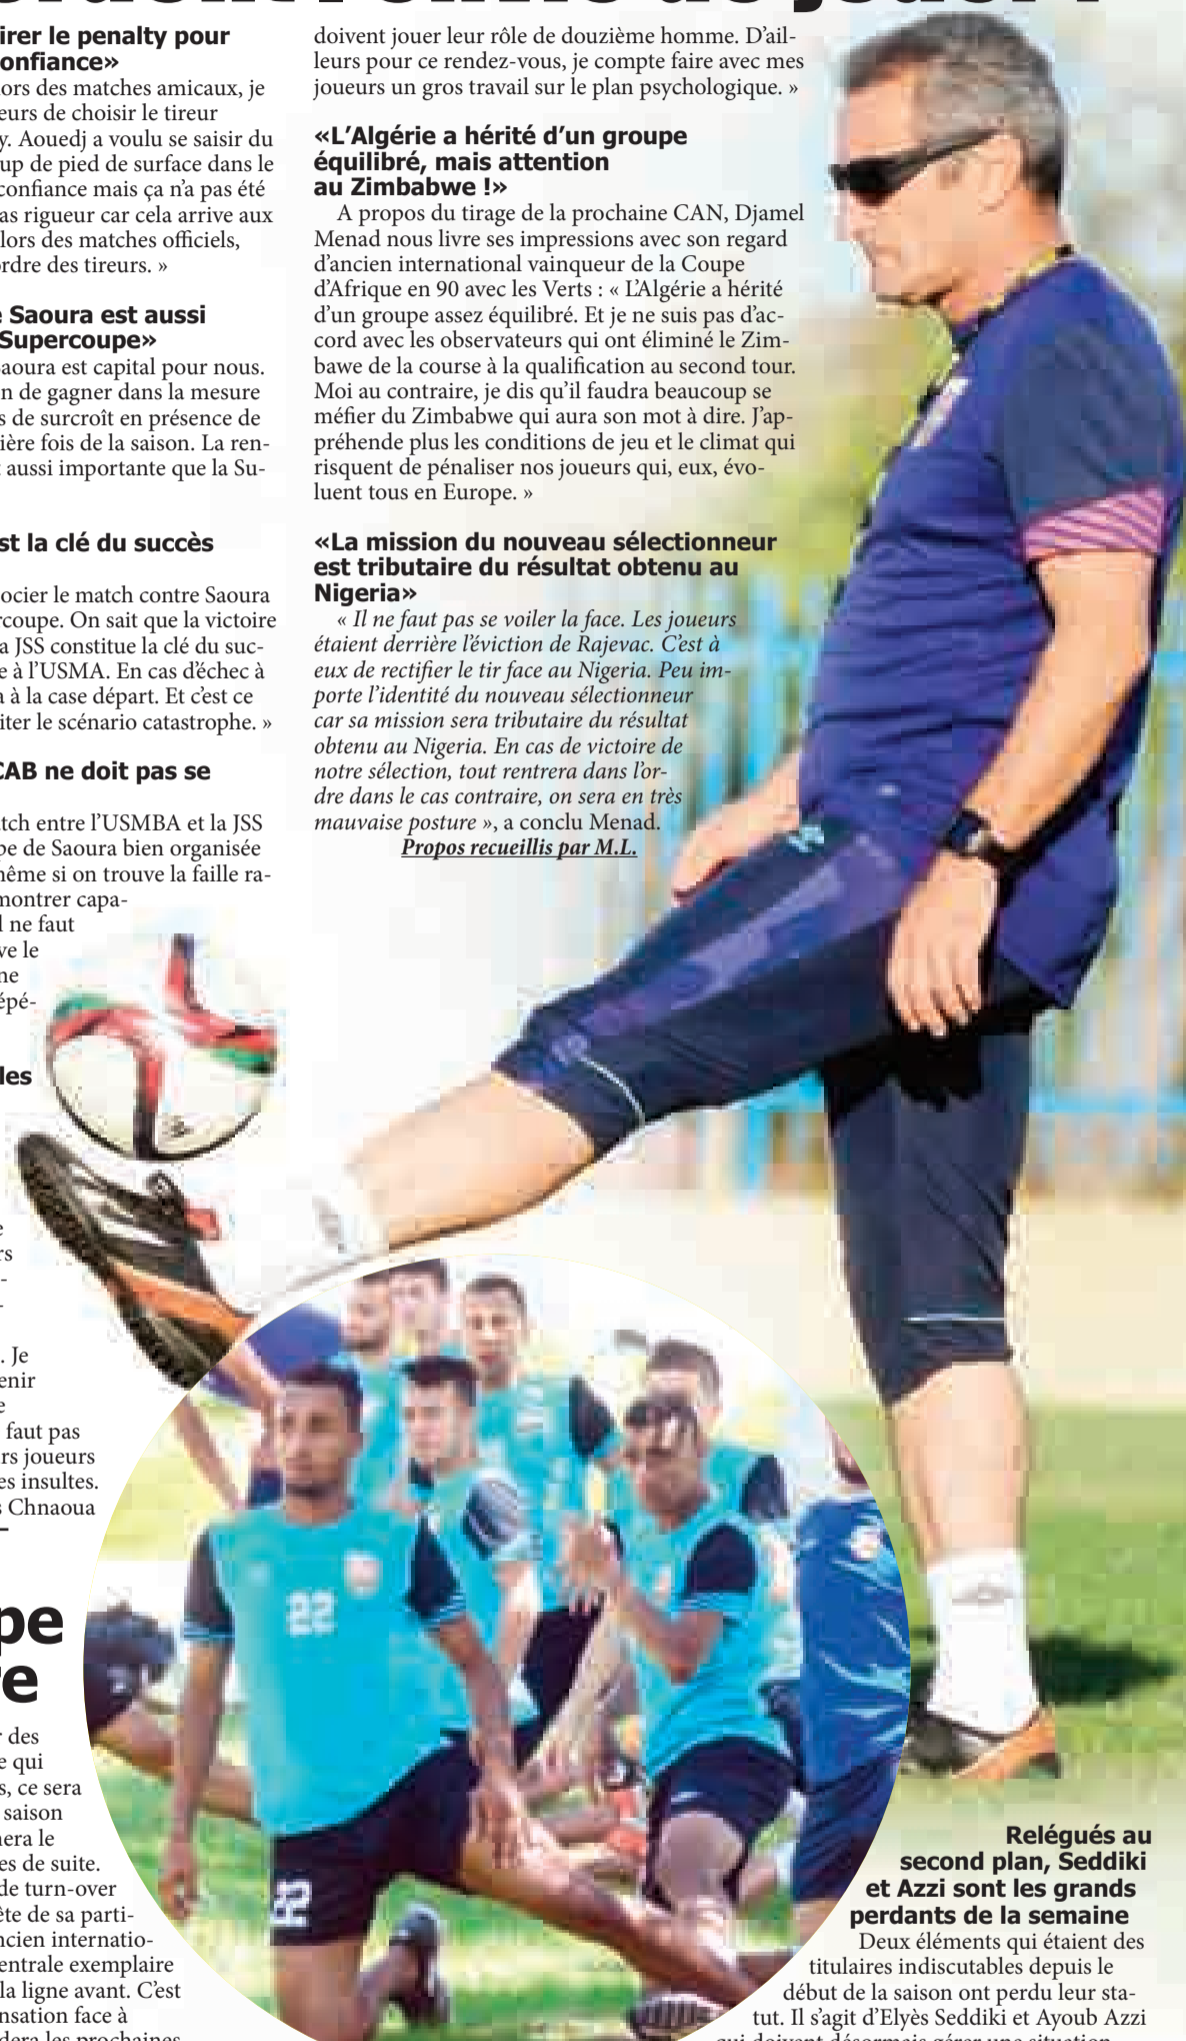 irer le penalty pour
onfiance»
lors des matches amicaux, je
eurs de choisir le tireur
y. Aouedj a voulu se saisir du
up de pied de surface dans le
confiance mais ça n'a pas été
as rigueur car cela arrive aux
lors des matches officiels,
ordre des tireurs. »
e Saoura est aussi
Supercoupe»
Saoura est capital pour nous.
n de gagner dans la mesure
s de surcroît en présence de
ière fois de la saison. La ren-
t aussi importante que la Su-
st la clé du succès
ocier le match contre Saoura
rcoupe. On sait que la victoire
a JSS constitue la clé du suc-
e à l'USMA. En cas d'échec à
a à la case départ. Et c'est ce
iter le scénario catastrophe. »
CAB ne doit pas se
tch entre l'USMBA et la JSS
pe de Saoura bien organisée
même si on trouve la faille ra-
montrer capa-
l ne faut
ve le
ne
épé-
les
e
rs
-
-
. Je
enir
e
faut pas
rs joueurs
es insultes.
s Chnaoua
pe
re
r des
e qui
s, ce sera
saison
nera le
es de suite.
de turn-over
ête de sa parti-
ncien internatio-
entrale exemplaire
la ligne avant. C'est
nsation face à
dera les prochaines
doivent jouer leur rôle de douzième homme. D'ail-
leurs pour ce rendez-vous, je compte faire avec mes
joueurs un gros travail sur le plan psychologique. »
«L'Algérie a hérité d'un groupe
équilibré, mais attention
au Zimbabwe !»
A propos du tirage de la prochaine CAN, Djamel
Menad nous livre ses impressions avec son regard
d'ancien international vainqueur de la Coupe
d'Afrique en 90 avec les Verts : « L'Algérie a hérité
d'un groupe assez équilibré. Et je ne suis pas d'ac-
cord avec les observateurs qui ont éliminé le Zim-
bawe de la course à la qualification au second tour.
Moi au contraire, je dis qu'il faudra beaucoup se
méfier du Zimbabwe qui aura son mot à dire. J'ap-
préhende plus les conditions de jeu et le climat qui
risquent de pénaliser nos joueurs qui, eux, évo-
luent tous en Europe. »
«La mission du nouveau sélectionneur
est tributaire du résultat obtenu au
Nigeria»
« Il ne faut pas se voiler la face. Les joueurs
étaient derrière l'éviction de Rajevac. C'est à
eux de rectifier le tir face au Nigeria. Peu im-
porte l'identité du nouveau sélectionneur
car sa mission sera tributaire du résultat
obtenu au Nigeria. En cas de victoire de
notre sélection, tout rentrera dans l'or-
dre dans le cas contraire, on sera en très
mauvaise posture », a conclu Menad.
Propos recueillis par M.L.
22
Relégués au
second plan, Seddiki
et Azzi sont les grands
perdants de la semaine
Deux éléments qui étaient des
titulaires indiscutables depuis le
début de la saison ont perdu leur sta-
tut. Il s'agit d'Elyès Seddiki et Ayoub Azzi
qui doivent désormais gérer une situation